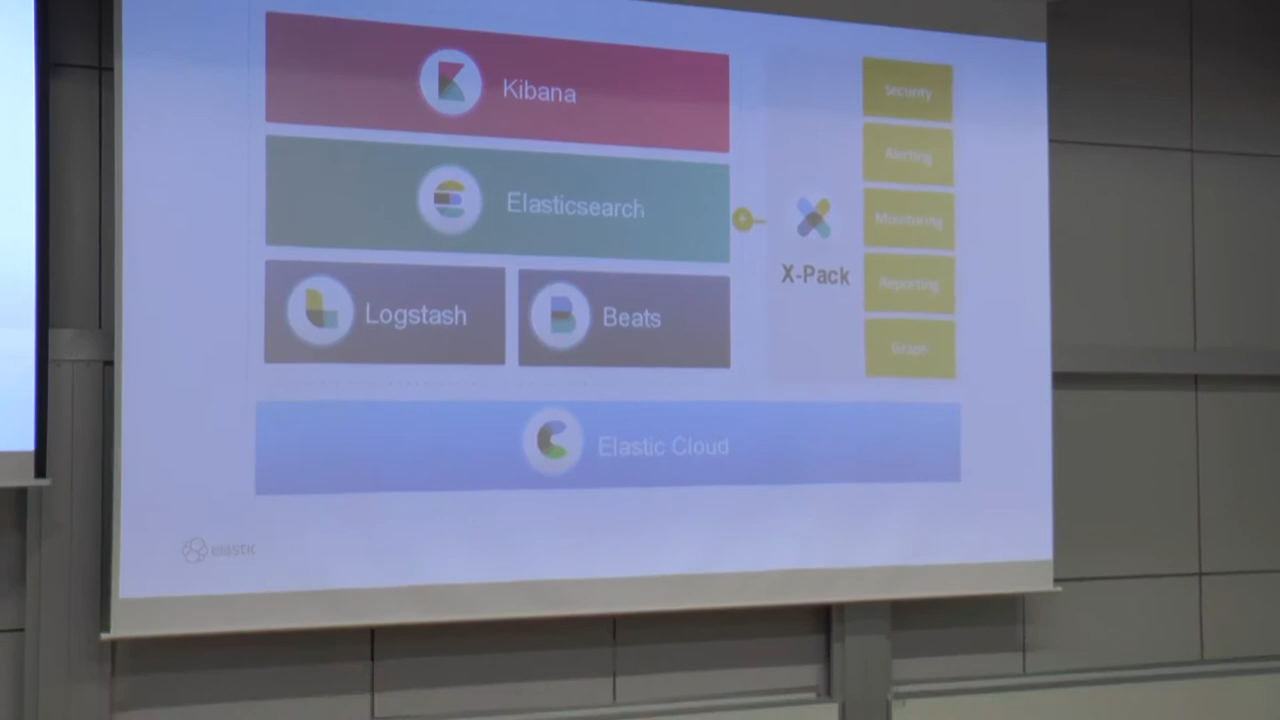 Kibana
Elasticsearch
Logstash
Beats
+
X-Pack
Security
Alerting
Monitoring
Reporting
Graph
Elastic Cloud
elastic